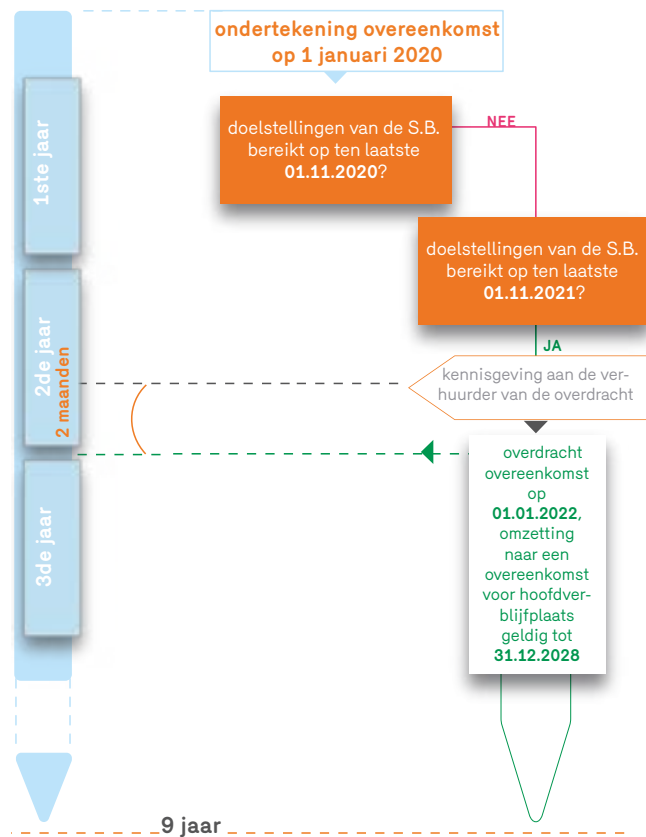 ondertekening overeenkomst
op 1 januari 2020
1ste jaar
doelstellingen van de S.B.
bereikt op ten laatste
01.11.2020?
NEE
doelstellingen van de S.B.
bereikt op ten laatste
01.11.2021?
JA
2de jaar
2 maanden
kennisgeving aan de ver-
huurder van de overdracht
overdracht
overeenkomst
op
01.01.2022,
omzetting
naar een
overeenkomst
voor hoofdver-
blijfplaats
geldig tot
31.12.2028
3de jaar
9 jaar